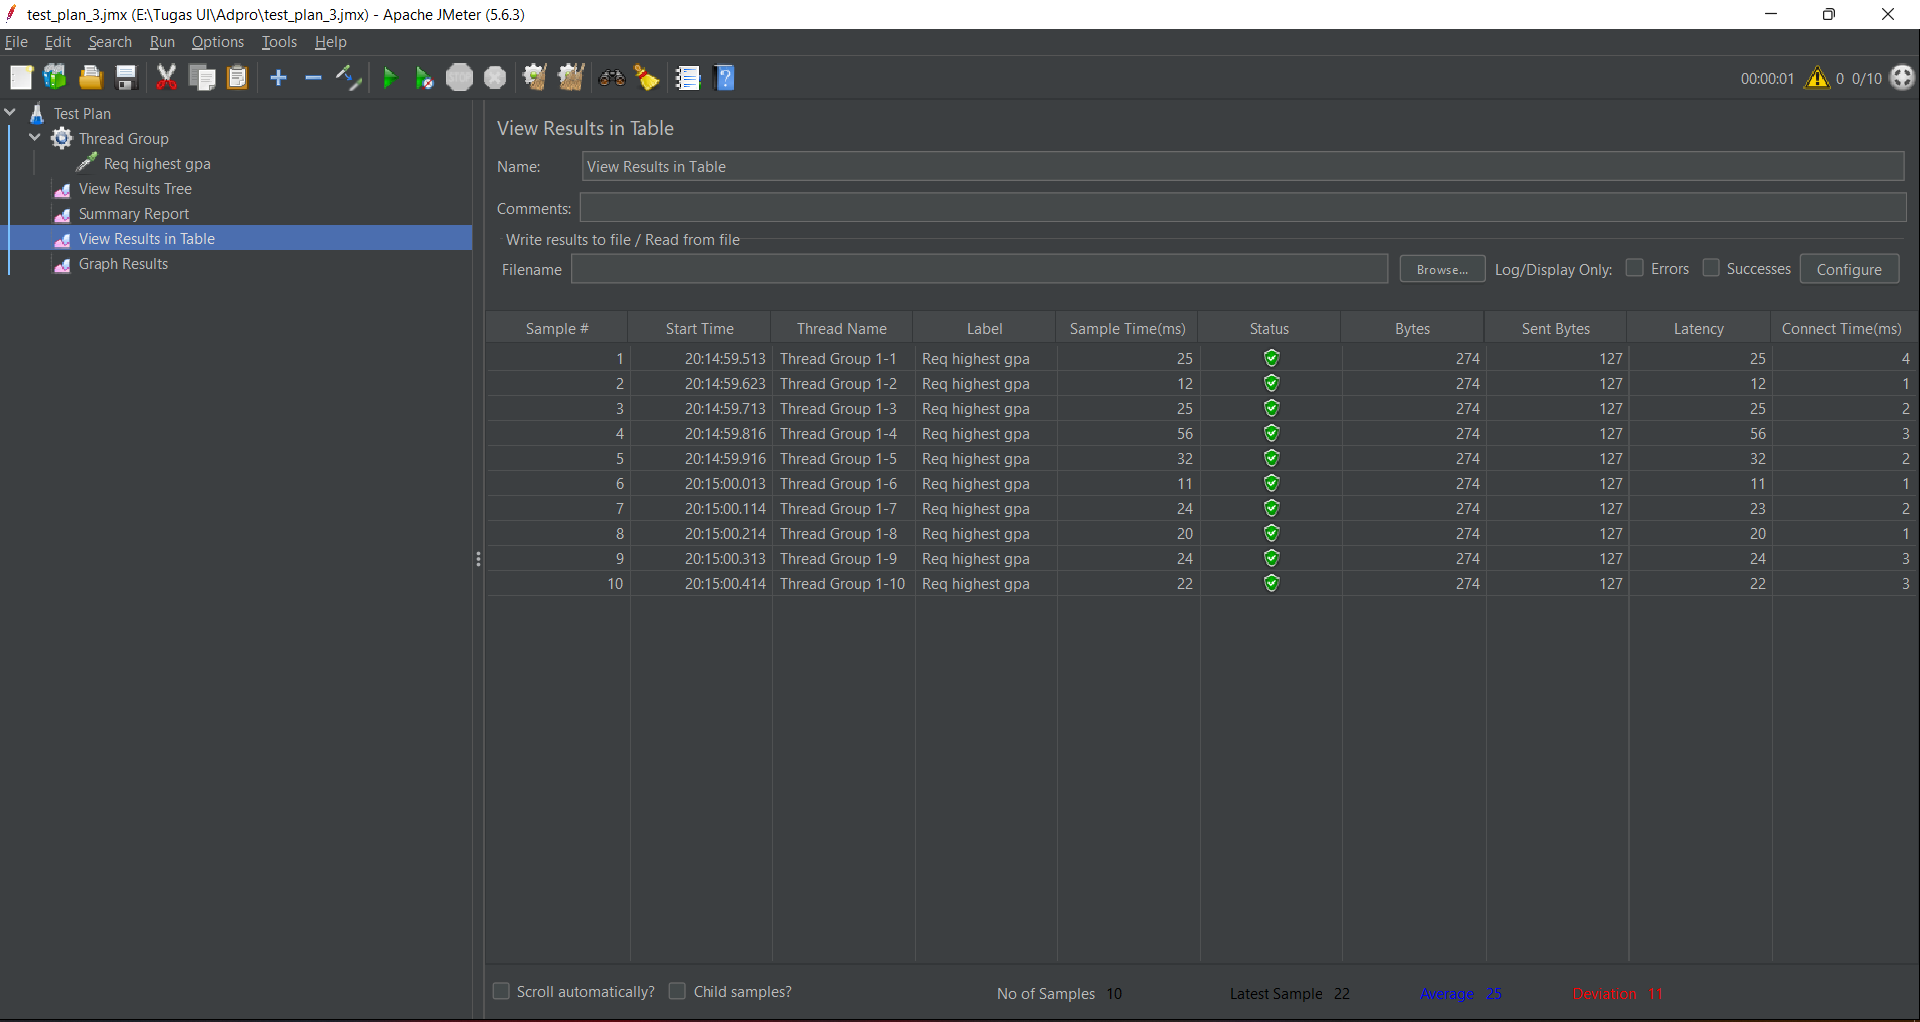 test_plan_3.jmx (E:\Tugas UI\Adpro\test_plan_3.jmx) - Apache JMeter (5.6.3)
File Edit Search Run Options Tools Help
STOP ? 00:00:01 0 0/10
Test Plan
Thread Group
Req highest gpa
View Results Tree
Summary Report
View Results in Table
Graph Results
View Results in Table
Name: View Results in Table
Comments:
Write results to file / Read from file
Filename Browse... Log/Display Only: Errors Successes Configure
Sample # Start Time Thread Name Label Sample Time(ms) Status Bytes Sent Bytes Latency Connect Time(ms)
1 20:14:59.513 Thread Group 1-1 Req highest gpa 25 274 127 25 4
2 20:14:59.623 Thread Group 1-2 Req highest gpa 12 274 127 12 1
3 20:14:59.713 Thread Group 1-3 Req highest gpa 25 274 127 25 2
4 20:14:59.816 Thread Group 1-4 Req highest gpa 56 274 127 56 3
5 20:14:59.916 Thread Group 1-5 Req highest gpa 32 274 127 32 2
6 20:15:00.013 Thread Group 1-6 Req highest gpa 11 274 127 11 1
7 20:15:00.114 Thread Group 1-7 Req highest gpa 24 274 127 23 2
8 20:15:00.214 Thread Group 1-8 Req highest gpa 20 274 127 20 1
9 20:15:00.313 Thread Group 1-9 Req highest gpa 24 274 127 24 3
10 20:15:00.414 Thread Group 1-10 Req highest gpa 22 274 127 22 3
Scroll automatically? Child samples? No of Samples 10 Latest Sample 22 Average 25 Deviation 11